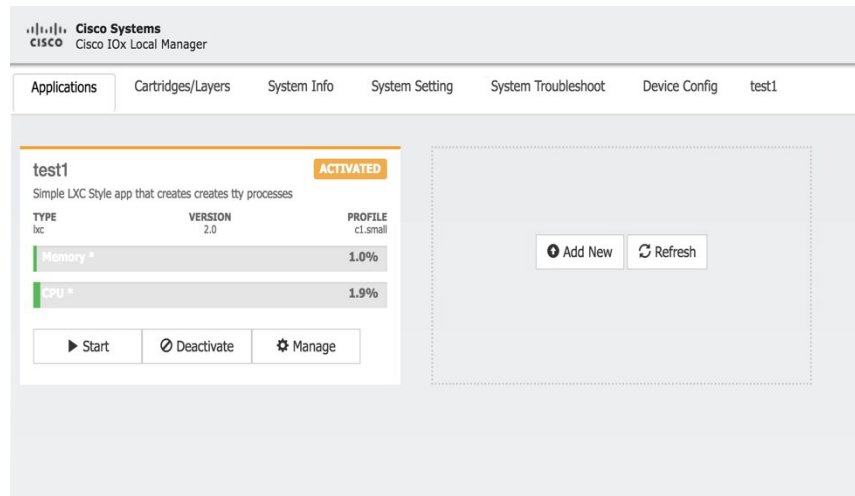 Cisco Systems
CISCO Cisco IOx Local Manager
Applications Cartridges/Layers System Info System Setting System Troubleshoot Device Config test1
test1 ACTIVATED
Simple LXC Style app that creates creates tty processes
TYPE VERSION PROFILE
lxc 2.0 c1.small
Memory * 1.0%
CPU * 1.9%
Start Deactivate Manage
Add New Refresh